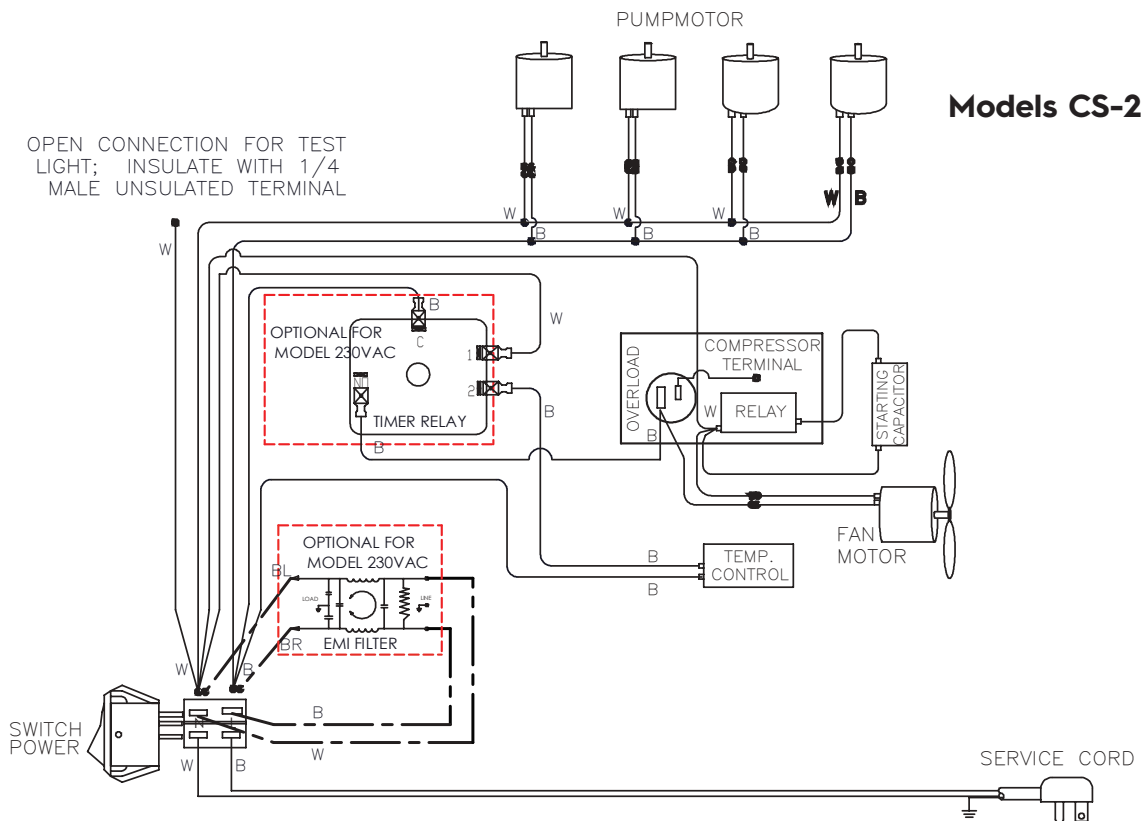 PUMPMOTOR
Models CS-2
OPEN CONNECTION FOR TEST
LIGHT; INSULATE WITH 1/4
MALE UNSULATED TERMINAL
W B
W
W
W
W
B
B
B
B
W
OPTIONAL FOR
MODEL 230VAC
C
1
2
NO
TIMER RELAY
B
B
OVERLOAD
COMPRESSOR
TERMINAL
W
RELAY
B
STARTING
CAPACITOR
FAN
MOTOR
OPTIONAL FOR
MODEL 230VAC
BL
LOAD
LINE
BR
EMI FILTER
B
B
TEMP.
CONTROL
W
B
N
L
B
W
SWITCH
POWER
W
B
SERVICE CORD